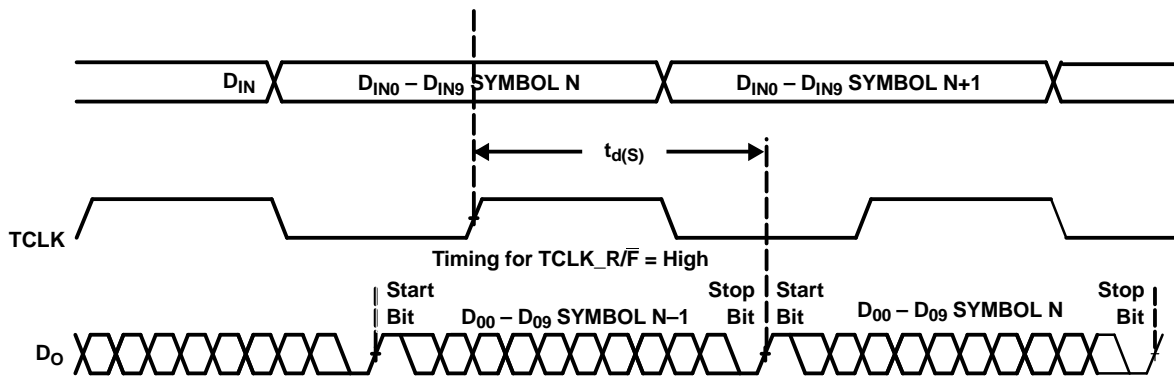 D_IN D_IN0 – D_IN9 SYMBOL N D_IN0 – D_IN9 SYMBOL N+1
t_d(S)
TCLK
Timing for TCLK_R/F̅ = High
Start Bit
D_00 – D_09 SYMBOL N–1
Stop Bit
Start Bit
D_00 – D_09 SYMBOL N
Stop Bit
D_O